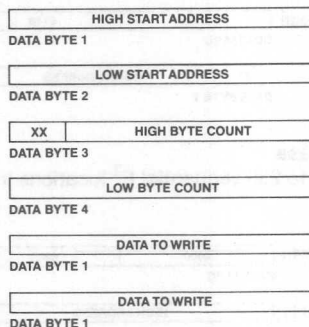 HIGH START ADDRESS
DATA BYTE 1
LOW START ADDRESS
DATA BYTE 2
XX HIGH BYTE COUNT
DATA BYTE 3
LOW BYTE COUNT
DATA BYTE 4
DATA TO WRITE
DATA BYTE 1
DATA TO WRITE
DATA BYTE 1